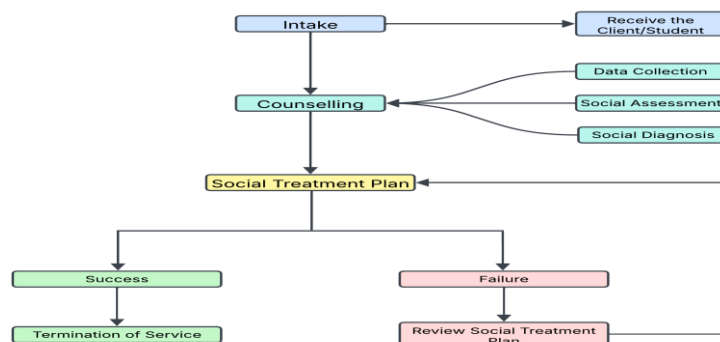 Intake
Receive the
Client/Student
Data Collection
Counselling
Social Assessment
Social Diagnosis
Social Treatment Plan
Success
Failure
Termination of Service
Review Social Treatment
Plan